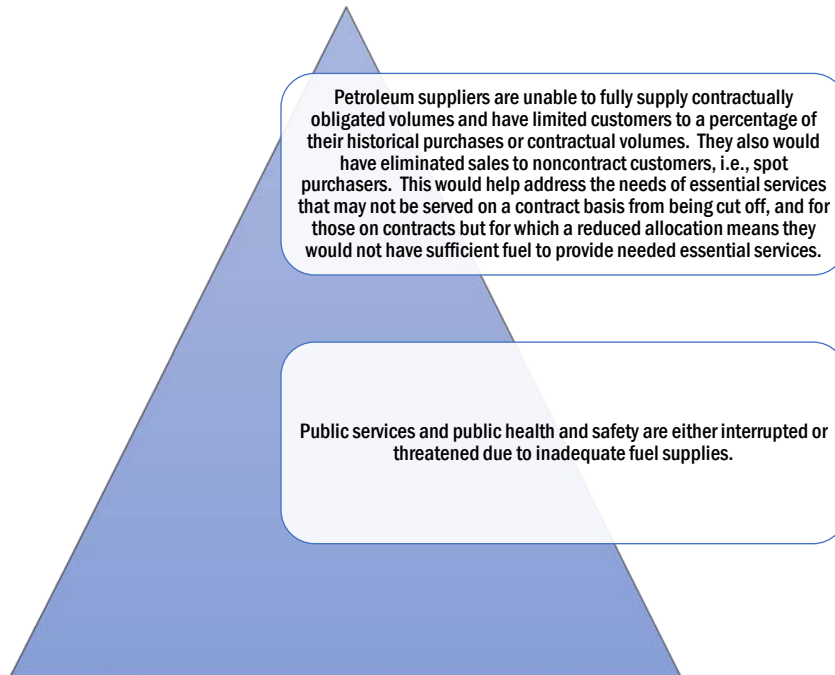 Petroleum suppliers are unable to fully supply contractually
obligated volumes and have limited customers to a percentage of
their historical purchases or contractual volumes.  They also would
have eliminated sales to noncontract customers, i.e., spot
purchasers.  This would help address the needs of essential services
that may not be served on a contract basis from being cut off, and for
those on contracts but for which a reduced allocation means they
would not have sufficient fuel to provide needed essential services.
Public services and public health and safety are either interrupted or
threatened due to inadequate fuel supplies.